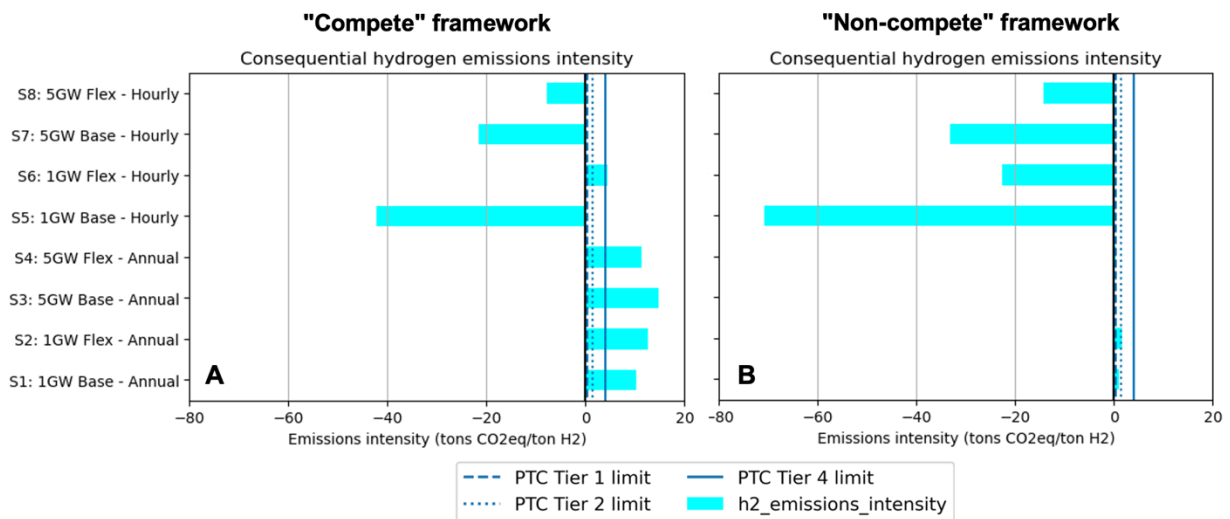 "Compete" framework
"Non-compete" framework
Consequential hydrogen emissions intensity
Consequential hydrogen emissions intensity
S8: 5GW Flex - Hourly
S7: 5GW Base - Hourly
S6: 1GW Flex - Hourly
S5: 1GW Base - Hourly
S4: 5GW Flex - Annual
S3: 5GW Base - Annual
S2: 1GW Flex - Annual
S1: 1GW Base - Annual
A
B
−80 −60 −40 −20 0 20
−80 −60 −40 −20 0 20
Emissions intensity (tons CO2eq/ton H2)
Emissions intensity (tons CO2eq/ton H2)
PTC Tier 1 limit
PTC Tier 2 limit
PTC Tier 4 limit
h2_emissions_intensity